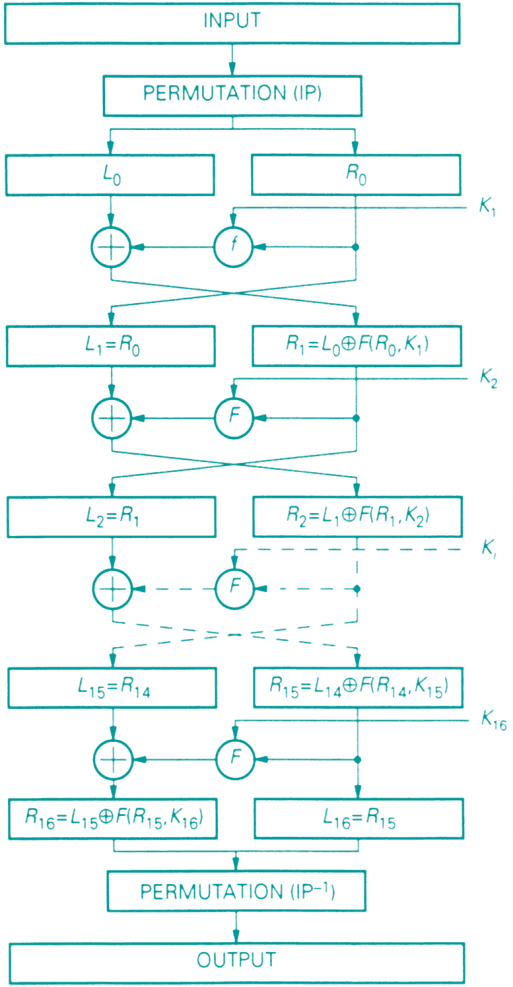 INPUT
PERMUTATION (IP)
L₀
R₀
K₁
f
L₁=R₀
R₁=L₀⊕F(R₀,K₁)
K₂
F
L₂=R₁
R₂=L₁⊕F(R₁,K₂)
Kᵢ
F
L₁₅=R₁₄
R₁₅=L₁₄⊕F(R₁₄,K₁₅)
K₁₆
F
R₁₆=L₁₅⊕F(R₁₅,K₁₆)
L₁₆=R₁₅
PERMUTATION (IP⁻¹)
OUTPUT